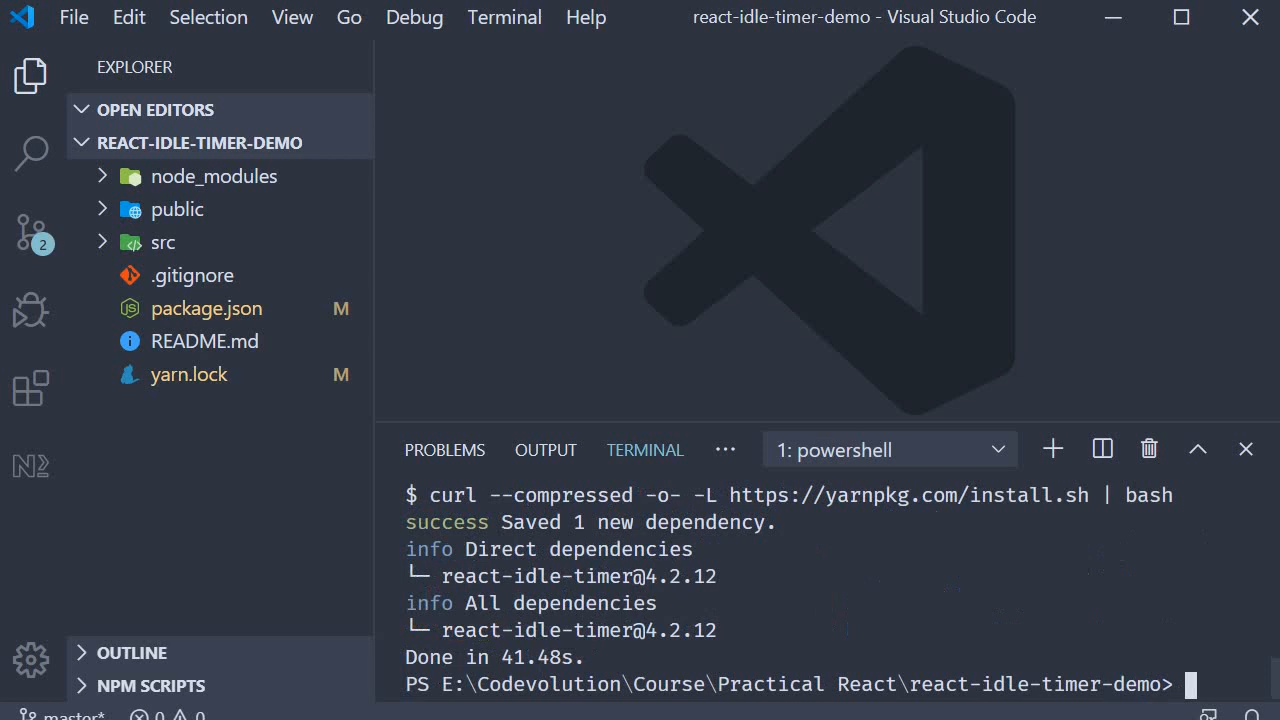 File Edit Selection View Go Debug Terminal Help react-idle-timer-demo - Visual Studio Code
EXPLORER
OPEN EDITORS
REACT-IDLE-TIMER-DEMO
node_modules
public
src
.gitignore
package.json M
README.md
yarn.lock M
2
N2
OUTLINE
NPM SCRIPTS
PROBLEMS OUTPUT TERMINAL ··· 1: powershell
$ curl --compressed -o- -L https://yarnpkg.com/install.sh | bash
success Saved 1 new dependency.
info Direct dependencies
└─ react-idle-timer@4.2.12
info All dependencies
└─ react-idle-timer@4.2.12
Done in 41.48s.
PS E:\Codevolution\Course\Practical React\react-idle-timer-demo>
master* 0 0